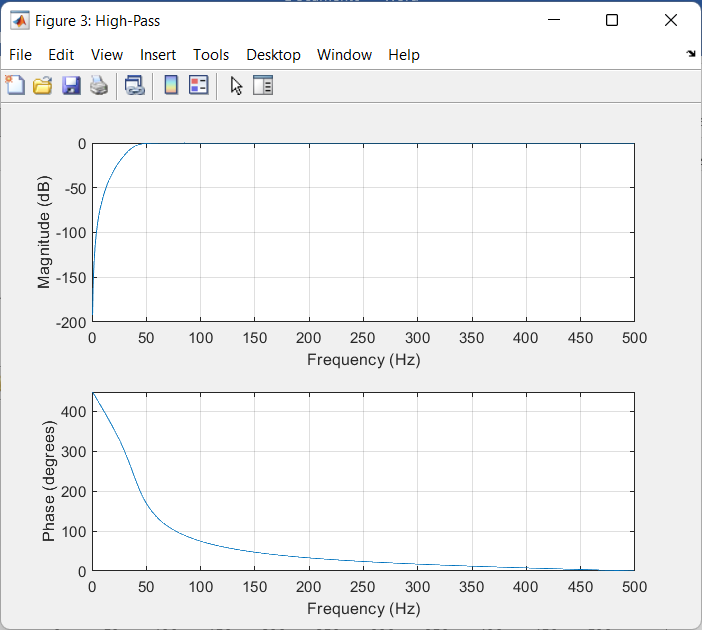 Figure 3: High-Pass
File Edit View Insert Tools Desktop Window Help
0
-50
-100
-150
-200
Magnitude (dB)
0 50 100 150 200 250 300 350 400 450 500
Frequency (Hz)
400
300
200
100
0
Phase (degrees)
0 50 100 150 200 250 300 350 400 450 500
Frequency (Hz)